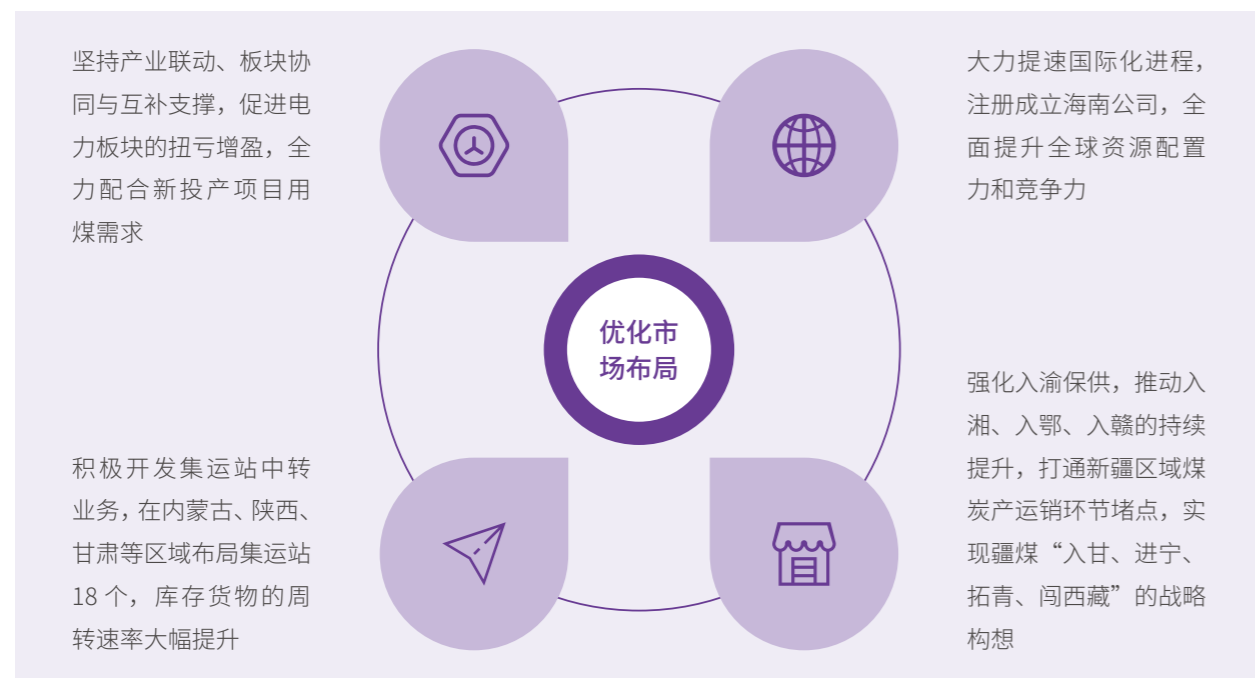 坚持产业联动、板块协
同与互补支撑，促进电
力板块的扭亏增盈，全
力配合新投产项目用
煤需求
大力提速国际化进程，
注册成立海南公司，全
面提升全球资源配置
力和竞争力
优化市
场布局
积极开发集运站中转
业务，在内蒙古、陕西、
甘肃等区域布局集运站
18 个，库存货物的周
转速率大幅提升
强化入渝保供，推动入
湘、入鄂、入赣的持续
提升，打通新疆区域煤
炭产运销环节堵点，实
现疆煤“入甘、进宁、
拓青、闯西藏”的战略
构想